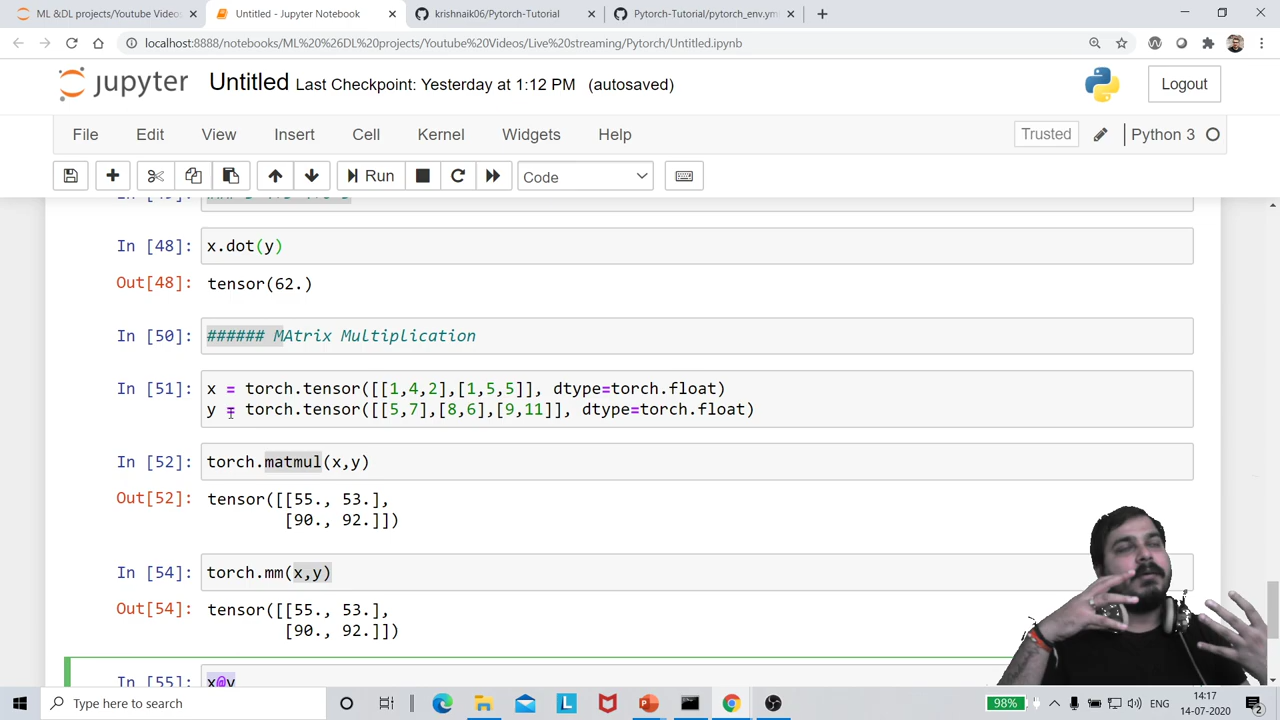 ML &DL projects/Youtube Videos/
Untitled - Jupyter Notebook
krishnaik06/Pytorch-Tutorial
Pytorch-Tutorial/pytorch_env.ym
localhost:8888/notebooks/ML%20%26DL%20projects/Youtube%20Videos/Live%20streaming/Pytorch/Untitled.ipynb
jupyter Untitled Last Checkpoint: Yesterday at 1:12 PM (autosaved)
Logout
File Edit View Insert Cell Kernel Widgets Help
Trusted Python 3
Run Code
In [48]: x.dot(y)
Out[48]: tensor(62.)
In [50]: ###### MAtrix Multiplication
In [51]: x = torch.tensor([[1,4,2],[1,5,5]], dtype=torch.float)
y = torch.tensor([[5,7],[8,6],[9,11]], dtype=torch.float)
In [52]: torch.matmul(x,y)
Out[52]: tensor([[55., 53.],
[90., 92.]])
In [54]: torch.mm(x,y)
Out[54]: tensor([[55., 53.],
[90., 92.]])
In [55]: x@y
Type here to search
98%
ENG
14:17
14-07-2020
2